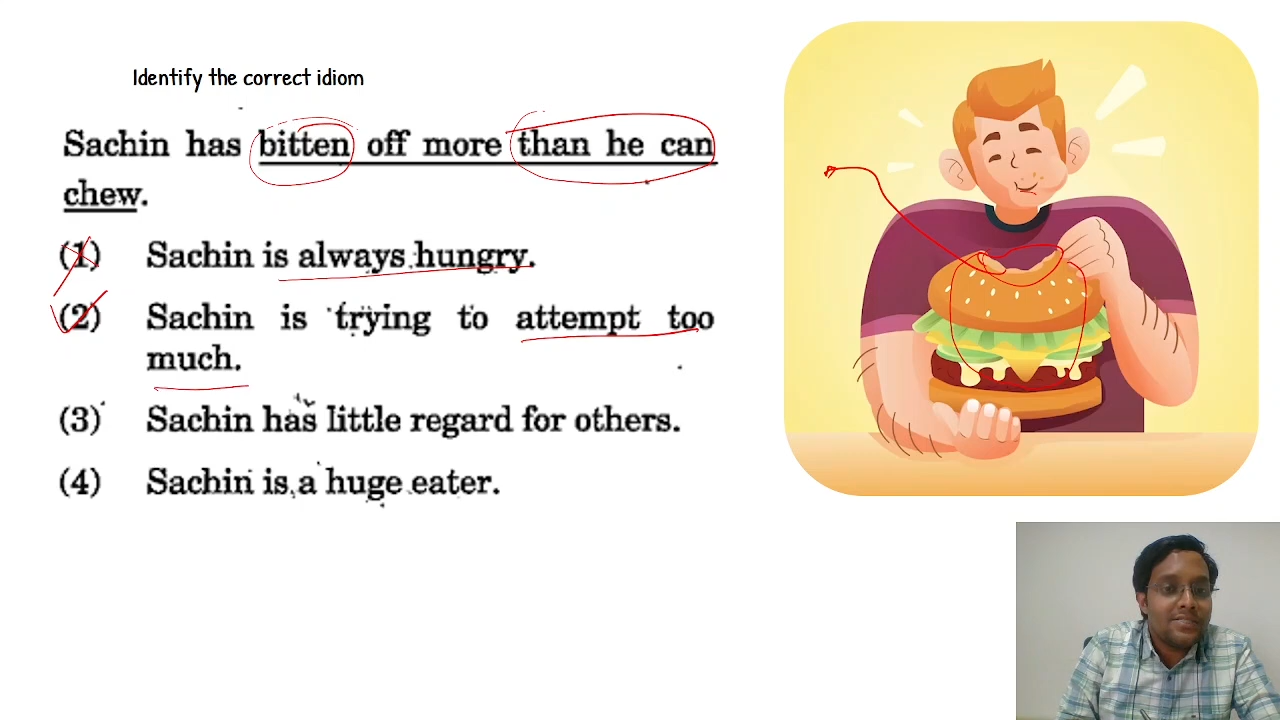 Identify the correct idiom
Sachin has bitten off more than he can
chew.
(1) Sachin is always hungry.
(2) Sachin is trying to attempt too
much.
(3) Sachin has little regard for others.
(4) Sachin is a huge eater.